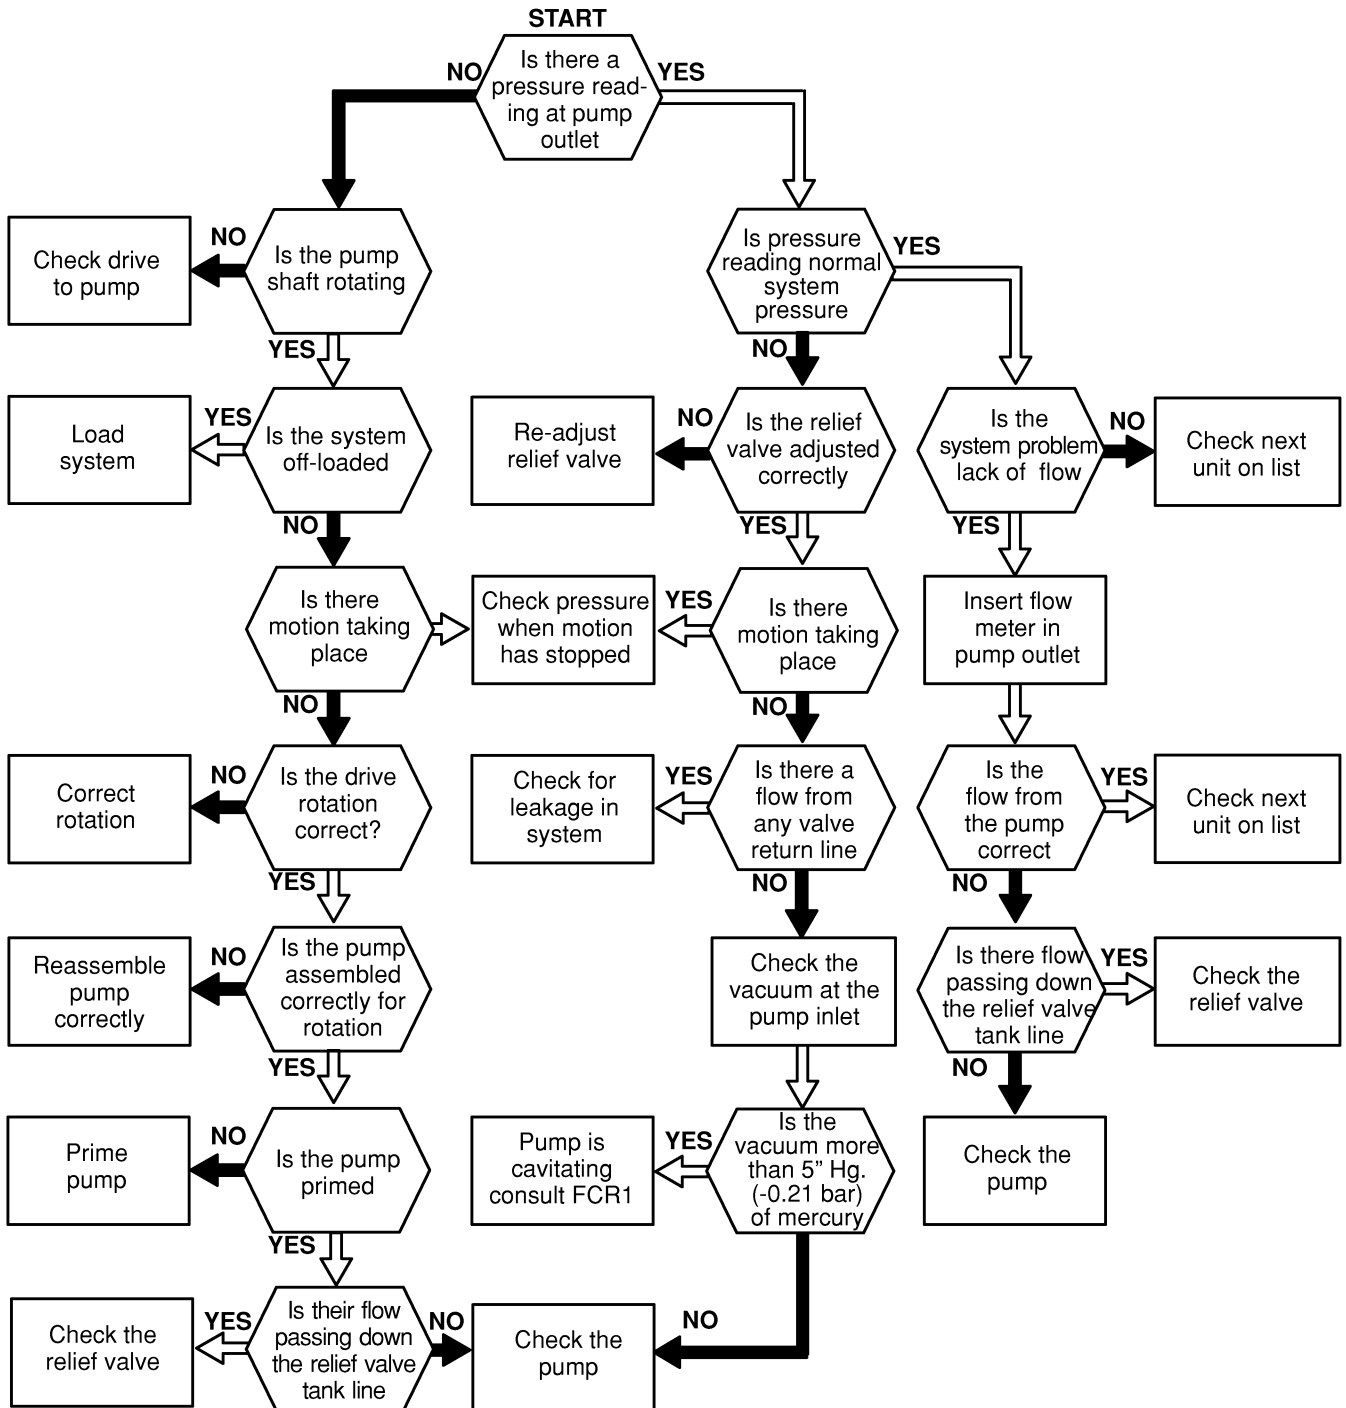 START
Is there a
pressure read-
ing at pump
outlet
NO
YES
Check drive
to pump
NO
Is the pump
shaft rotating
YES
Is pressure
reading normal
system
pressure
YES
NO
Load
system
YES
Is the system
off-loaded
NO
Re-adjust
relief valve
NO
Is the relief
valve adjusted
correctly
YES
Is the
system problem
lack of flow
NO
YES
Check next
unit on list
Is there
motion taking
place
NO
Check pressure
when motion
has stopped
YES
Is there
motion taking
place
NO
Insert flow
meter in
pump outlet
Correct
rotation
NO
Is the drive
rotation
correct?
YES
Check for
leakage in
system
YES
Is there a
flow from
any valve
return line
NO
Is the
flow from
the pump
correct
YES
NO
Check next
unit on list
Reassemble
pump
correctly
NO
Is the pump
assembled
correctly for
rotation
YES
Check the
vacuum at the
pump inlet
Is there flow
passing down
the relief valve
tank line
YES
NO
Check the
relief valve
Prime
pump
NO
Is the pump
primed
YES
Pump is
cavitating
consult FCR1
YES
Is the
vacuum more
than 5” Hg.
(-0.21 bar)
of mercury
NO
Check the
pump
Check the
relief valve
YES
Is their flow
passing down
the relief valve
tank line
NO
Check the
pump